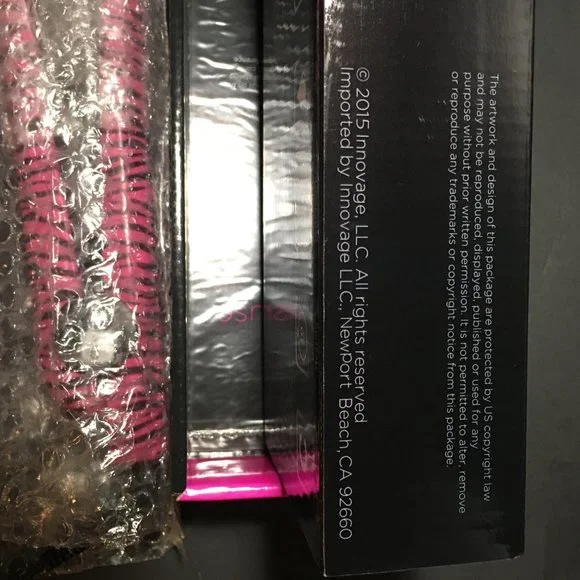 The artwork and design of this package are protected by US copyright law
and may not be reproduced, displayed, published or used for any
purpose without prior written permission. It is not permitted to alter, remove
or reproduce any trademarks or copyright notice from this package.
© 2015 Innovage, LLC. All rights reserved
Imported by Innovage LLC., Newport Beach, CA 92660